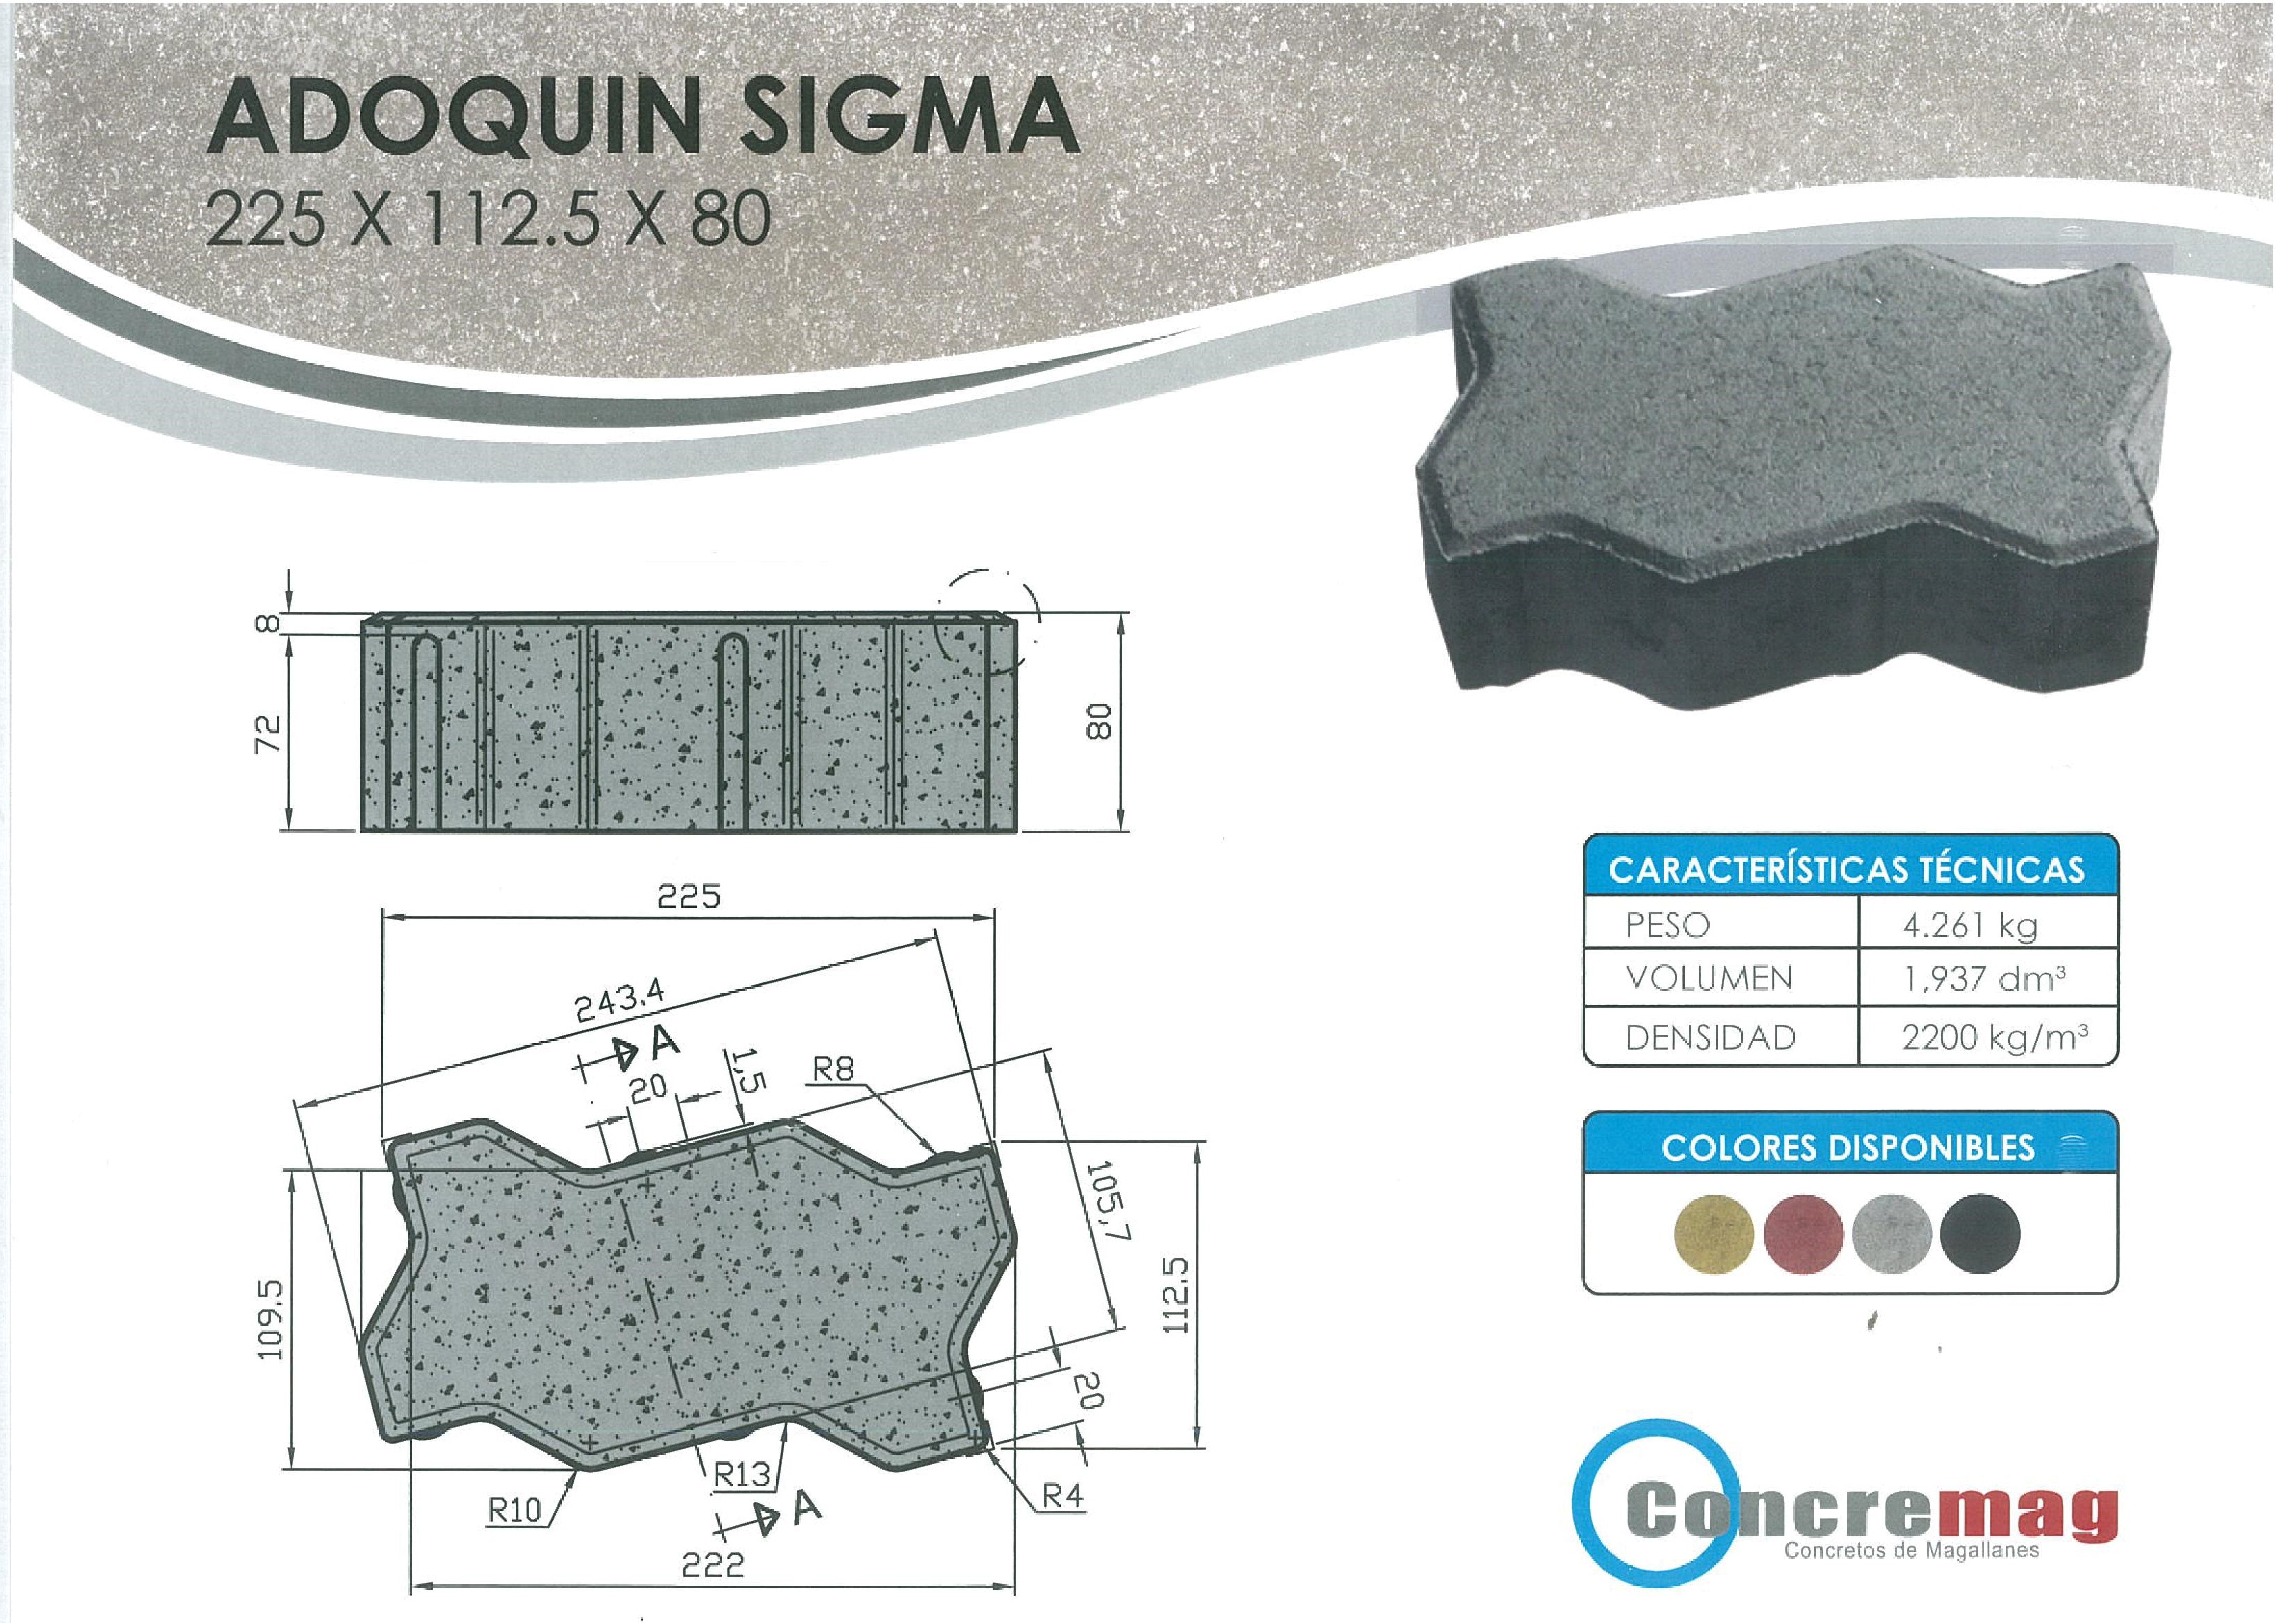 ADOQUIN SIGMA
225 X 112.5 X 80
8
72
80
225
243.4
A
20
1,5
R8
105,7
112.5
109.5
20
R13
R10
A
R4
222
CARACTERÍSTICAS TÉCNICAS
PESO 4.261 kg
VOLUMEN 1,937 dm³
DENSIDAD 2200 kg/m³
COLORES DISPONIBLES
Concremag
Concretos de Magallanes